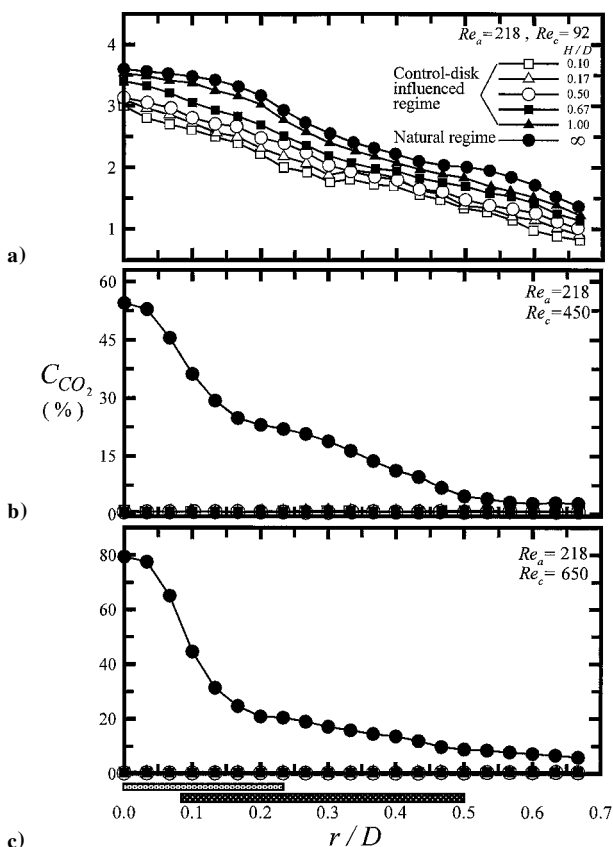 Re_a=218 , Re_c= 92
H/D
Control-disk influenced regime
0.10
0.17
0.50
0.67
1.00
Natural regime
∞
4
3
2
1
a)
60
45
30
15
0
Re_a=218
Re_c=450
C_CO2
(%)
b)
80
60
40
20
00
Re_a= 218
Re_c= 650
0.0 0.1 0.2 0.3 0.4 0.5 0.6 0.7
c)
r/D